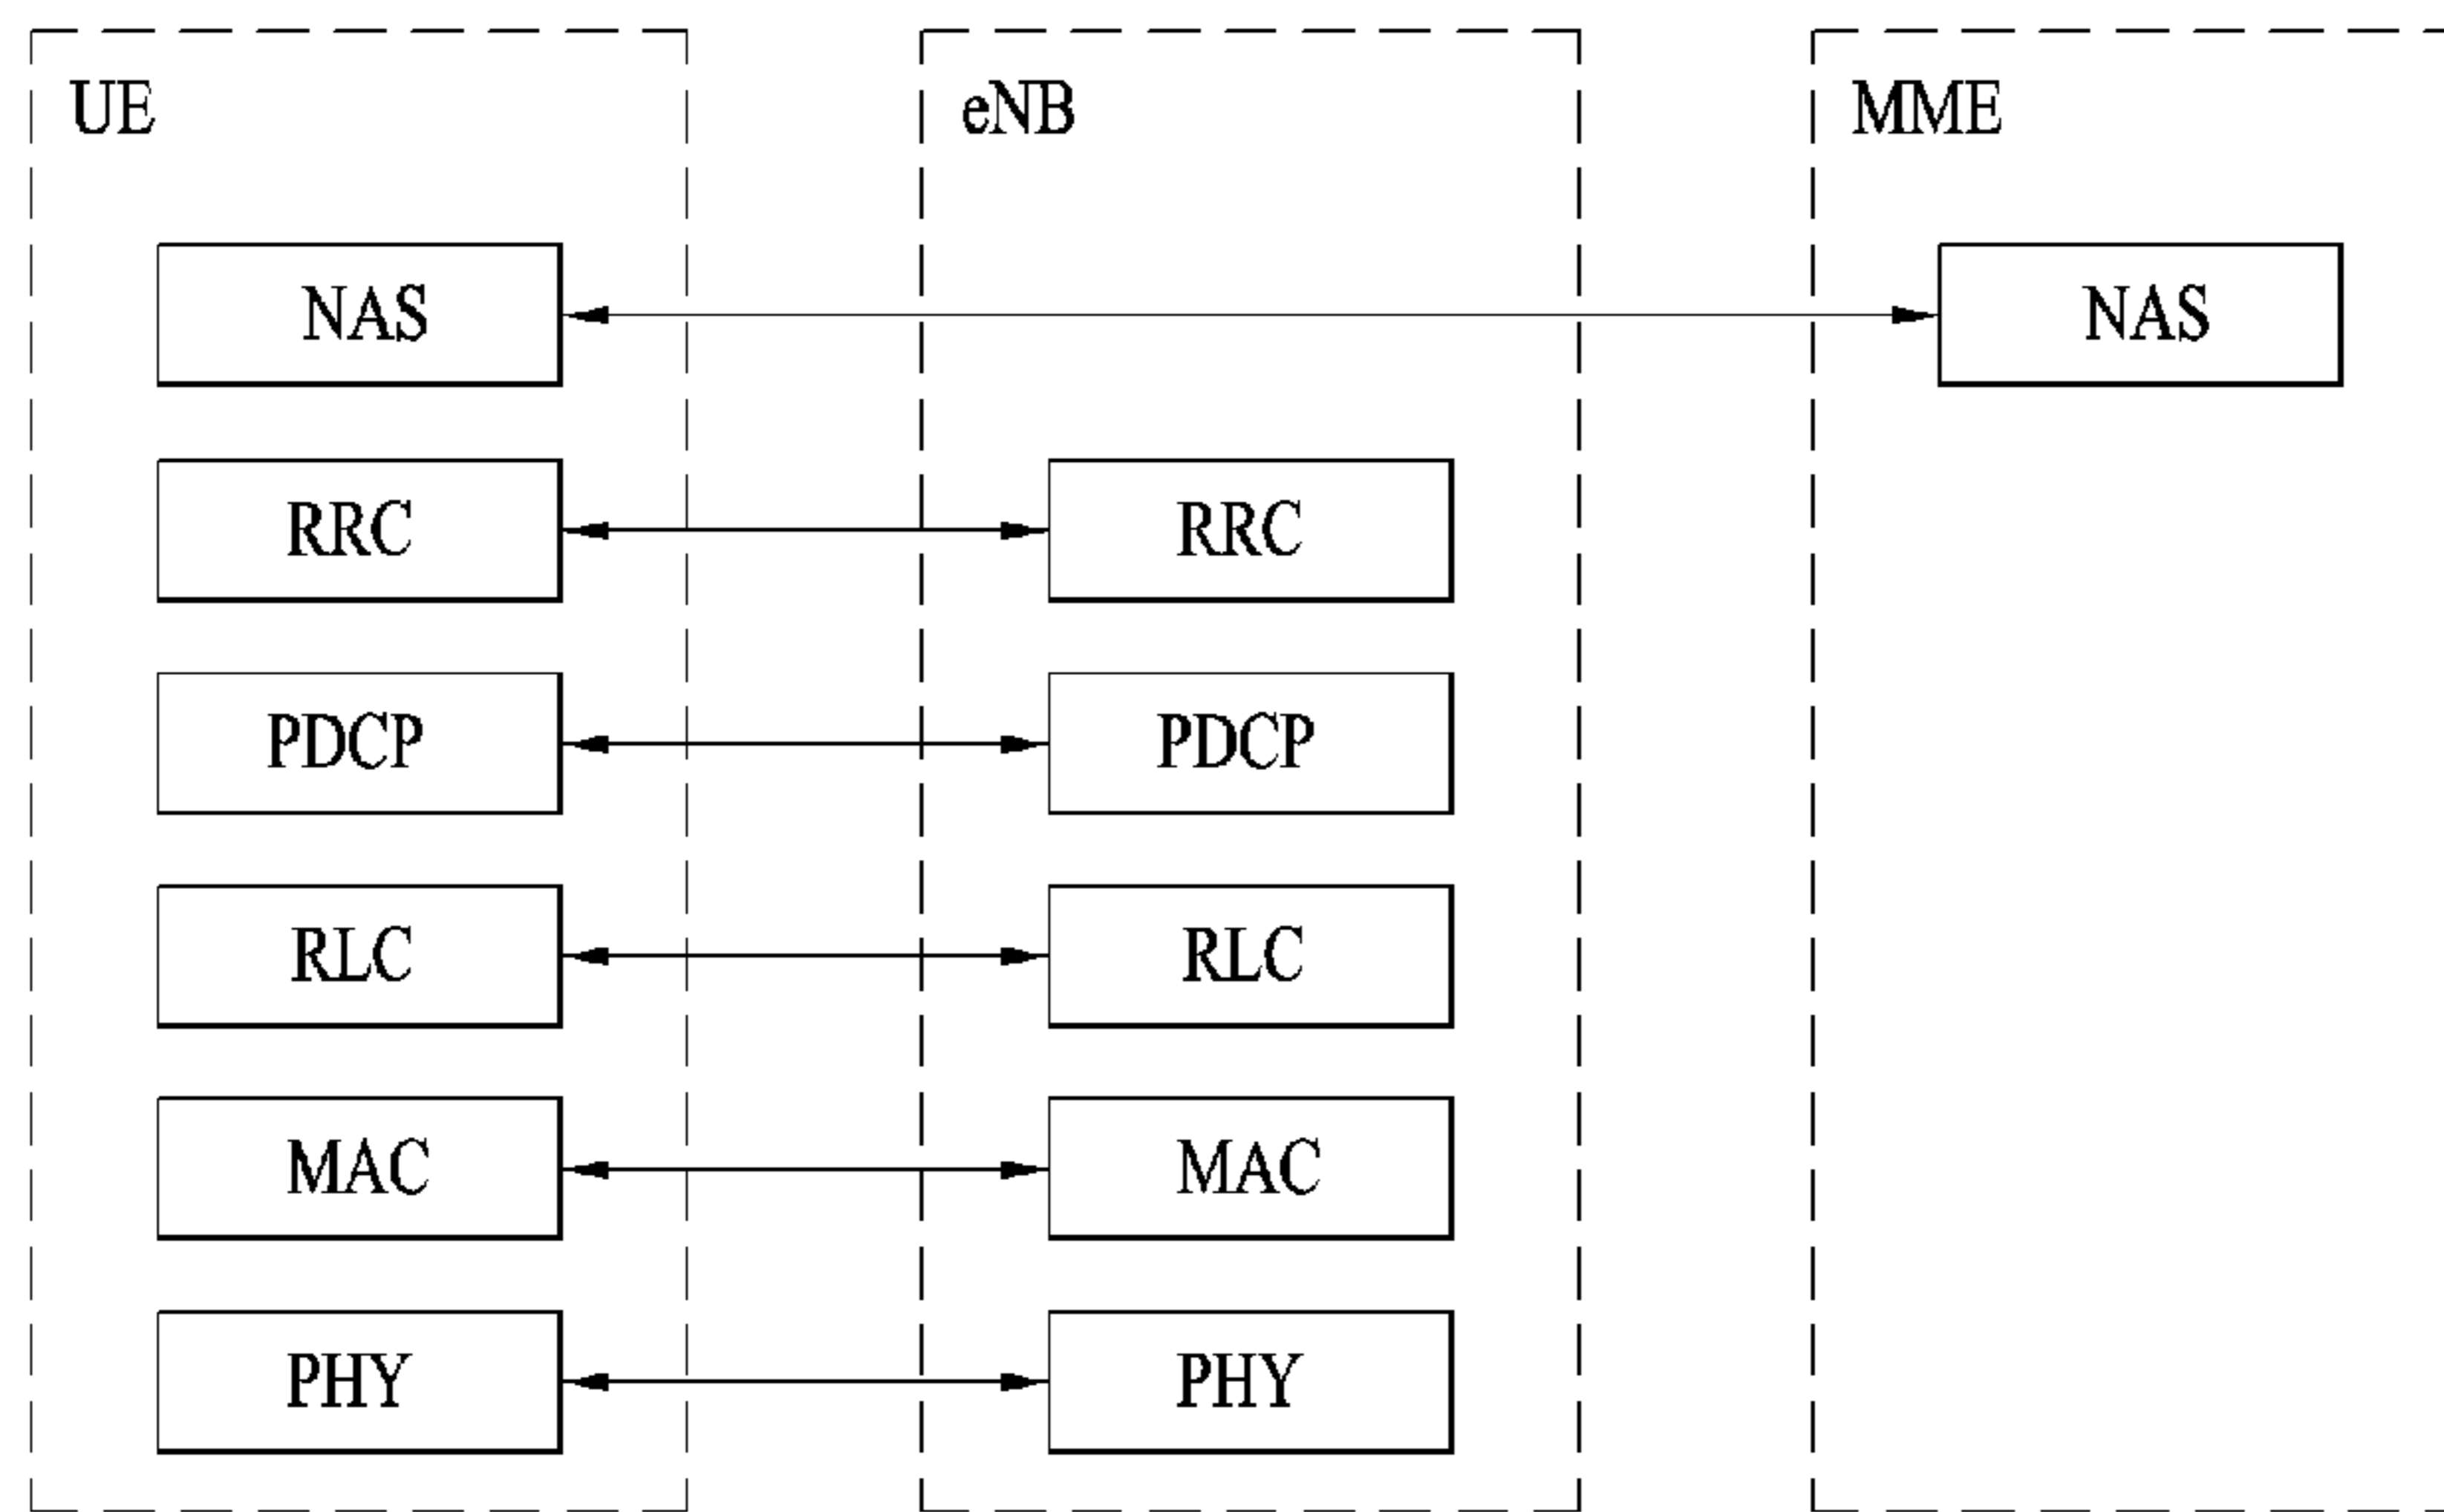 UE eNB MME
NAS NAS
RRC RRC
PDCP PDCP
RLC RLC
MAC MAC
PHY PHY